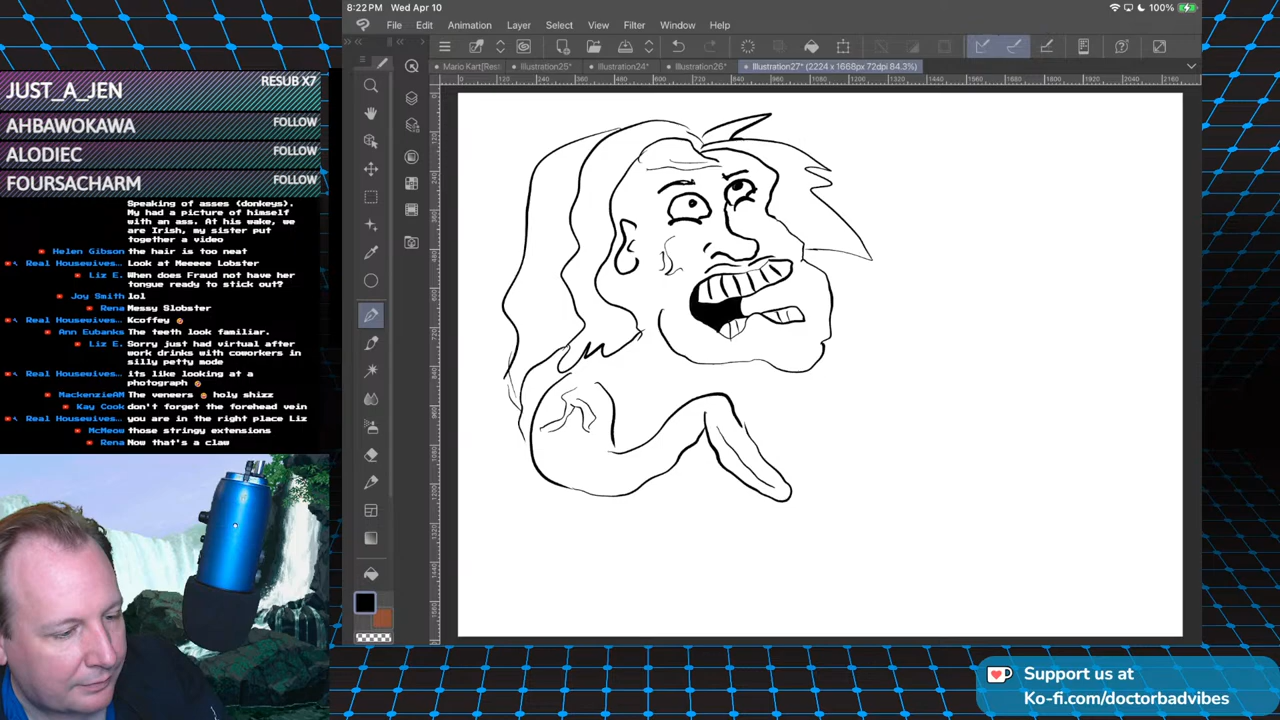 8:22 PM Wed Apr 10
100%
File Edit Animation Layer Select View Filter Window Help
Illustration25*
Illustration24*
Illustration26*
Illustration27* (2224 x 1668px 72dpi 84.3%)
JUST_A_JEN RESUB X7
AHBAWOKAWA FOLLOW
ALODIEC FOLLOW
FOURSACHARM FOLLOW
Speaking of asses (donkeys).
My had a picture of himself
with an ass. At his wake, we
are Irish, my sister put
together a video
Helen Gibson the hair is too neat
Real Housewives… Look at Meeeee Lobster
Liz E. When does Fraud not have her
tongue ready to stick out?
Joy Smith lol
Rena Messy Slobster
Real Housewives… Kcoffey
Ann Eubanks The teeth look familiar.
Liz E. Sorry just had virtual after
work drinks with coworkers in
silly petty mode
Real Housewives… its like looking at a
photograph
MackenzieAM The veneers holy shizz
Kay Cook don't forget the forehead vein
Real Housewives… you are in the right place Liz
McMeow those stringy extensions
Rena Now that's a claw
Support us at
Ko-fi.com/doctorbadvibes